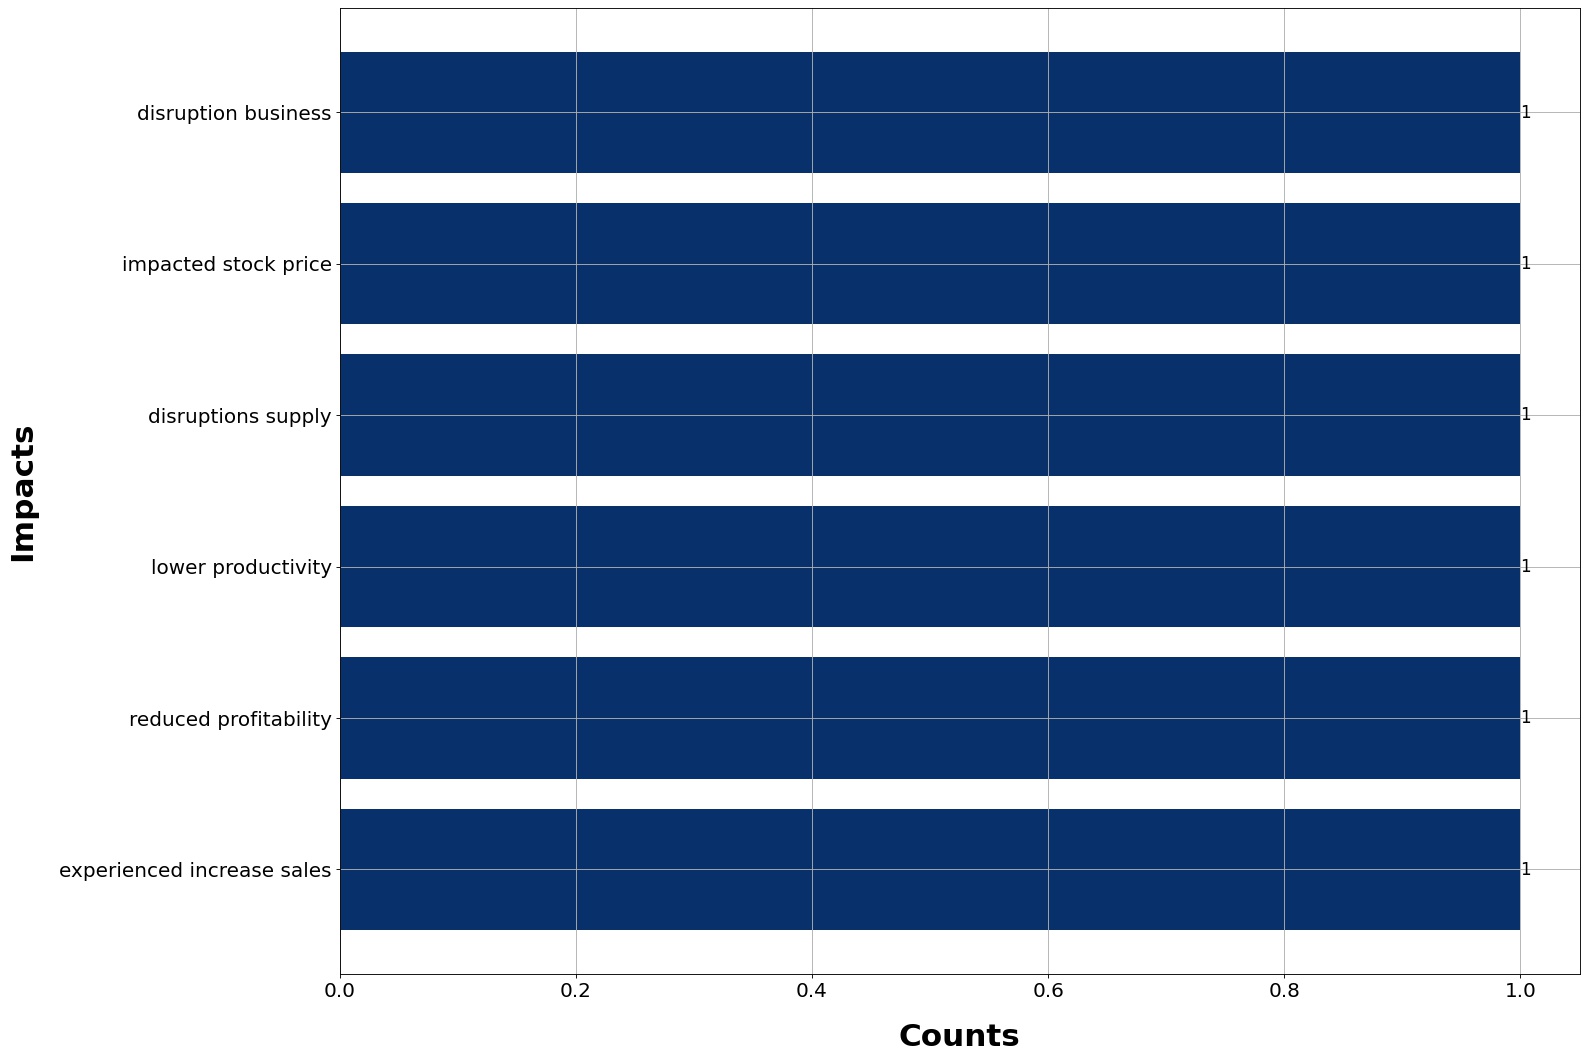 Impacts
disruption business
1
impacted stock price
1
disruptions supply
1
lower productivity
1
reduced profitability
1
experienced increase sales
1
0.0 0.2 0.4 0.6 0.8 1.0
Counts